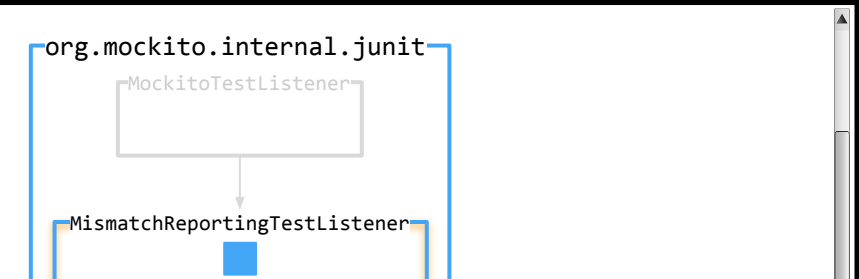 org.mockito.internal.junit
MockitoTestListener
MismatchReportingTestListener